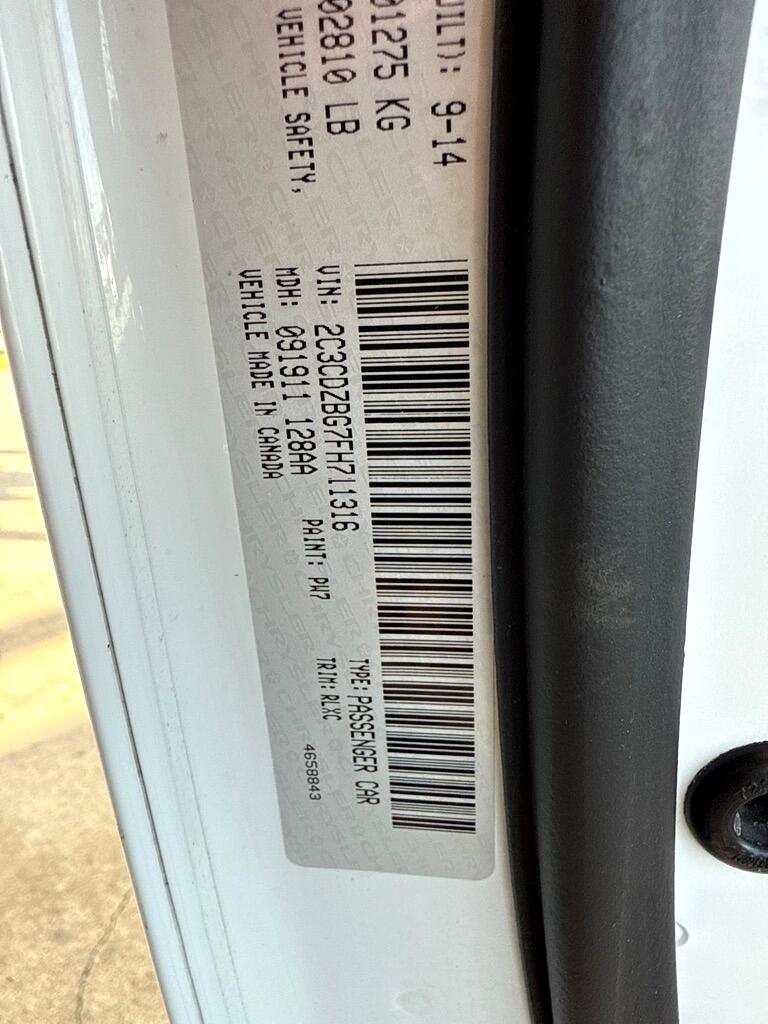 UILT): 9-14
01275 KG
02810 LB
VEHICLE SAFETY,
VIN: 2C3CDZBG7FH711316 TYPE: PASSENGER CAR
MDH: 091911 128AA PAINT: PW7 TRIM: RLXC
VEHICLE MADE IN CANADA 4658843